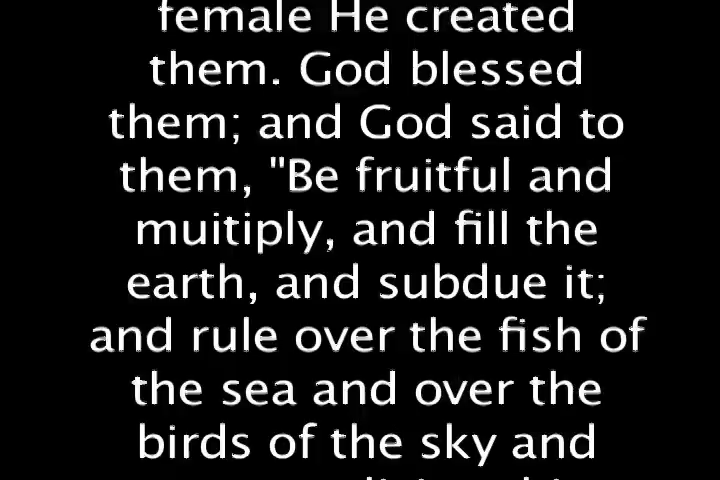 female He created
them. God blessed
them; and God said to
them, "Be fruitful and
muitiply, and fill the
earth, and subdue it;
and rule over the fish of
the sea and over the
birds of the sky and